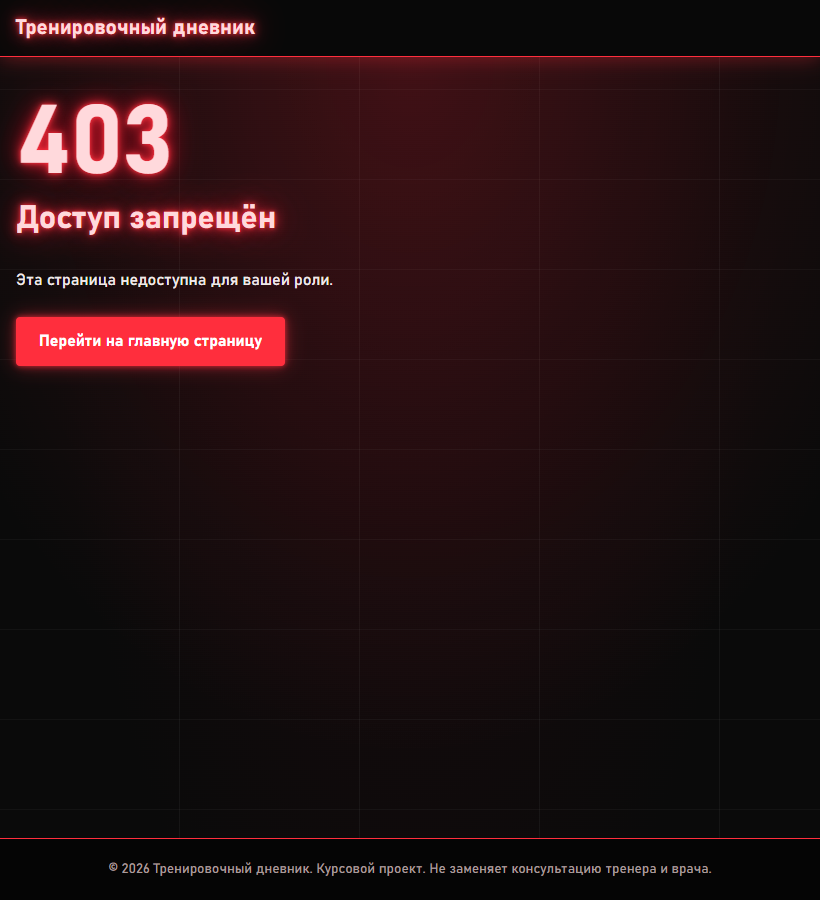 Тренировочный дневник
403
Доступ запрещён
Эта страница недоступна для вашей роли.
Перейти на главную страницу
© 2026 Тренировочный дневник. Курсовой проект. Не заменяет консультацию тренера и врача.